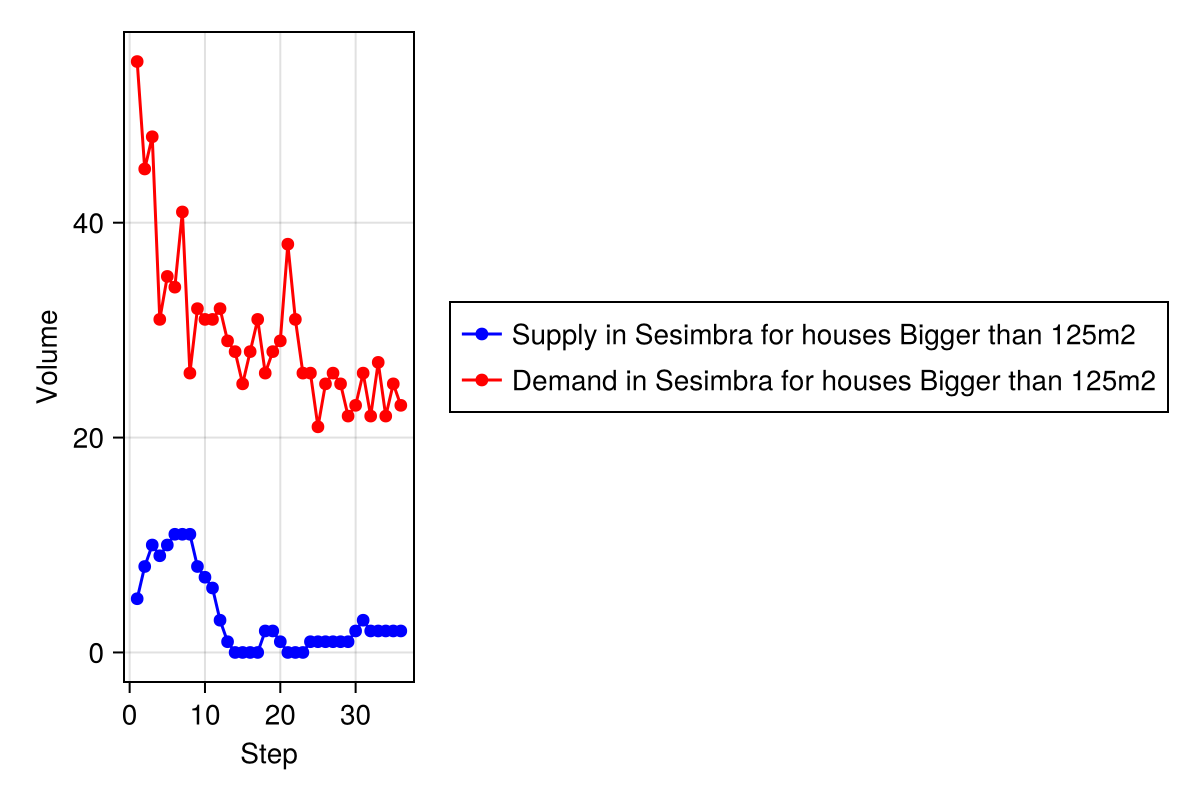 Volume
40
20
0
0 10 20 30
Step
Supply in Sesimbra for houses Bigger than 125m2
Demand in Sesimbra for houses Bigger than 125m2